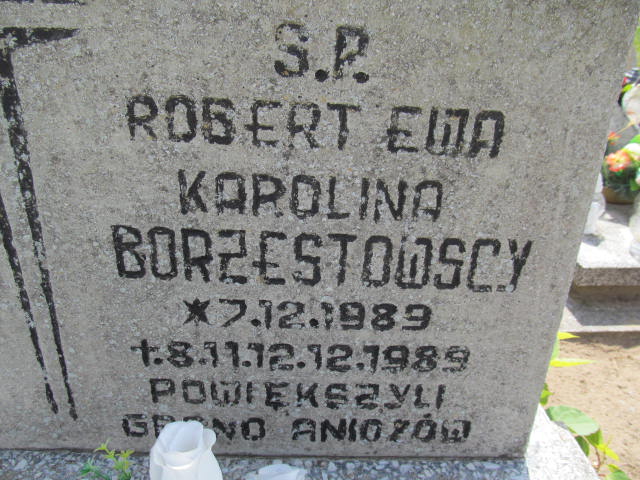 Ś.P.
ROBERT EWA
KAROLINA
BORZESTOWSCY
*7.12.1989
†.8.11.12.12.1989
POWIĘKSZYLI
GRONO ANIOŁÓW